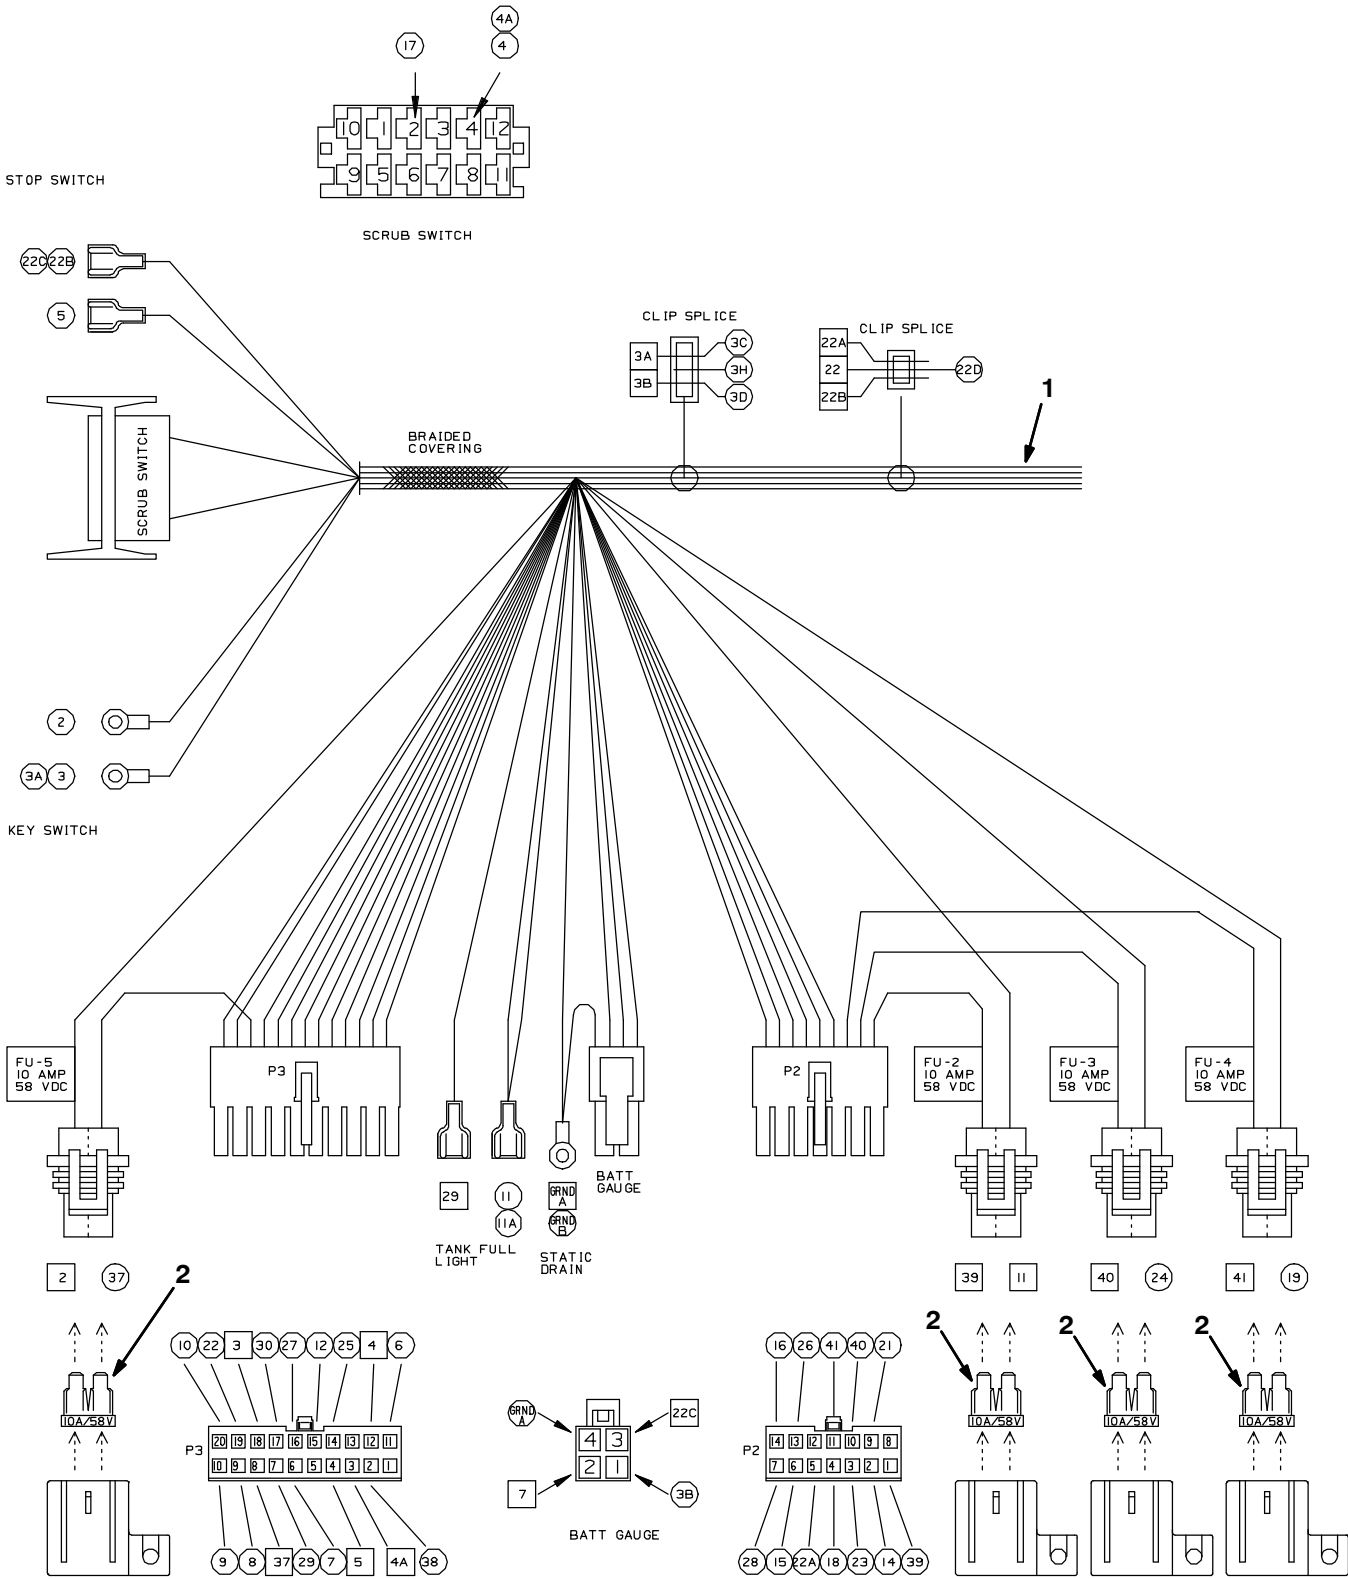 4A
17 4
10 1 2 3 4 12
9 5 6 7 8 11
STOP SWITCH
SCRUB SWITCH
22C 22B
5
CLIP SPLICE
3A 3C
3H
3B 3D
CLIP SPLICE
22A
22 22D
22B
1
BRAIDED
COVERING
SCRUB SWITCH
2
3A 3
KEY SWITCH
FU-5
10 AMP
58 VDC
P3
P2
FU-2
10 AMP
58 VDC
FU-3
10 AMP
58 VDC
FU-4
10 AMP
58 VDC
BATT
GAUGE
29 11 GRND
A
11A GRND
B
TANK FULL
LIGHT
STATIC
DRAIN
2 37
39 11 40 24 41 19
2
2 2 2
10 22 3 30 27 12 25 4 6
16 26 41 40 21
10A/58V
10A/58V 10A/58V 10A/58V
P3
20 19 18 17 16 15 14 13 12 11
10 9 8 7 6 5 4 3 2 1
9 8 37 29 7 5 4A 38
GRND
A
22C
4 3
2 1
7 3B
BATT GAUGE
P2
14 13 12 11 10 9 8
7 6 5 4 3 2 1
28 15 22A 18 23 14 39